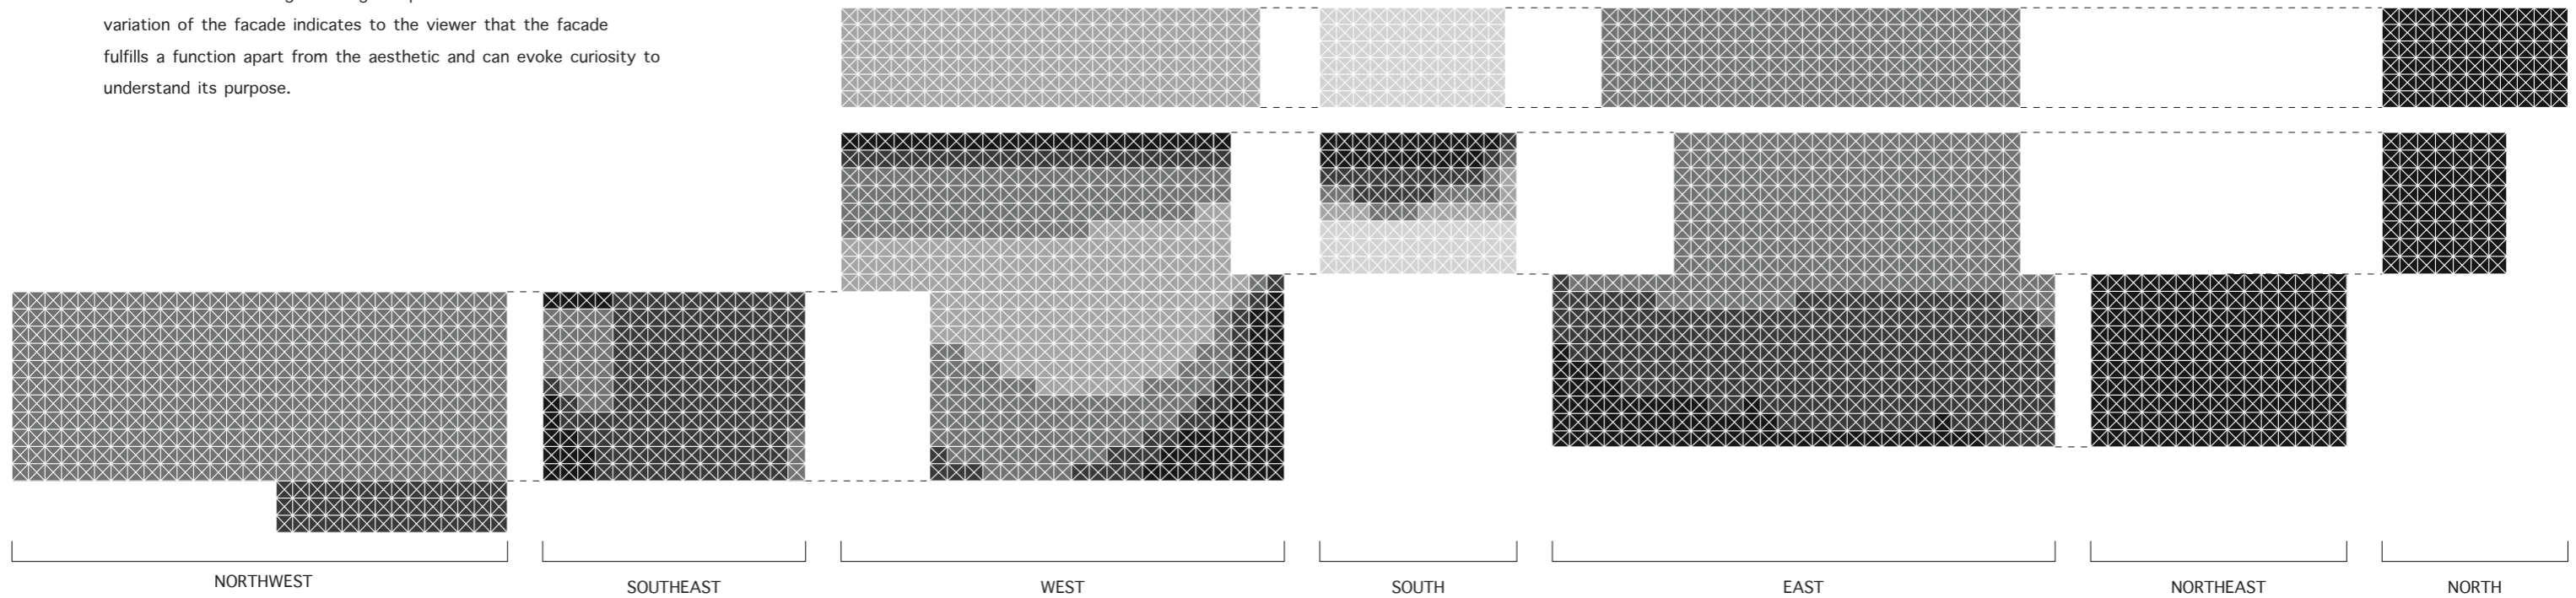 variation of the facade indicates to the viewer that the facade
fulfills a function apart from the aesthetic and can evoke curiosity to
understand its purpose.
NORTHWEST
SOUTHEAST
WEST
SOUTH
EAST
NORTHEAST
NORTH